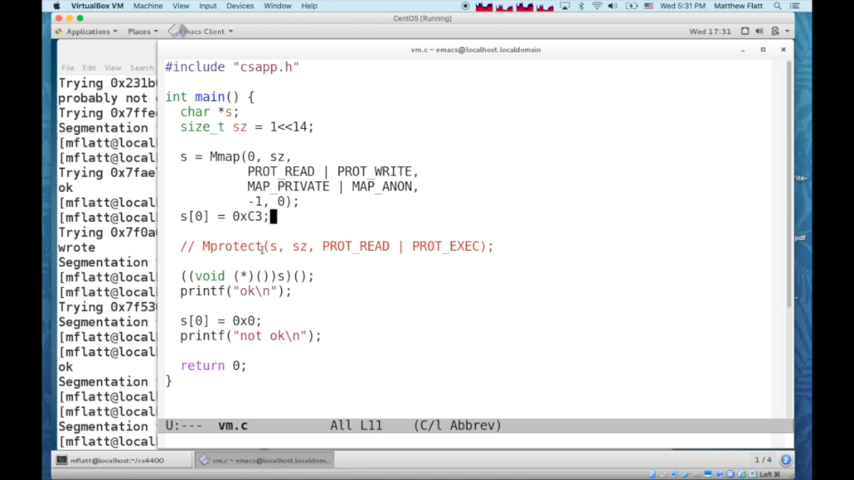 VirtualBox VM Machine View Input Devices Window Help Wed 5:31 PM Matthew Flatt
CentOS [Running]
Applications Places Emacs Client Wed 17:31
vm.c ~ emacs@localhost.localdomain
File Edit View Search
Trying 0x231b
probably not
Trying 0x7ffe
Segmentation
[mflatt@local
Trying 0x7fae
ok
[mflatt@local
[mflatt@local
Trying 0x7f0a
wrote
[mflatt@local
[mflatt@local
Trying 0x7f53
[mflatt@local
ok
Segmentation
[mflatt@local
Segmentation
[mflatt@local
Segmentation
[mflatt@local
#include "csapp.h"
int main() {
char *s;
size_t sz = 1<<14;
s = Mmap(0, sz,
PROT_READ | PROT_WRITE,
MAP_PRIVATE | MAP_ANON,
-1, 0);
s[0] = 0xC3;
// Mprotect(s, sz, PROT_READ | PROT_EXEC);
((void (*)())s)();
printf("ok\n");
s[0] = 0x0;
printf("not ok\n");
return 0;
}
U:--- vm.c All L11 (C/l Abbrev)
mflatt@localhost:~/cs4400
vm.c ~ emacs@localhost.localdom...
1 / 4
Left ⌘